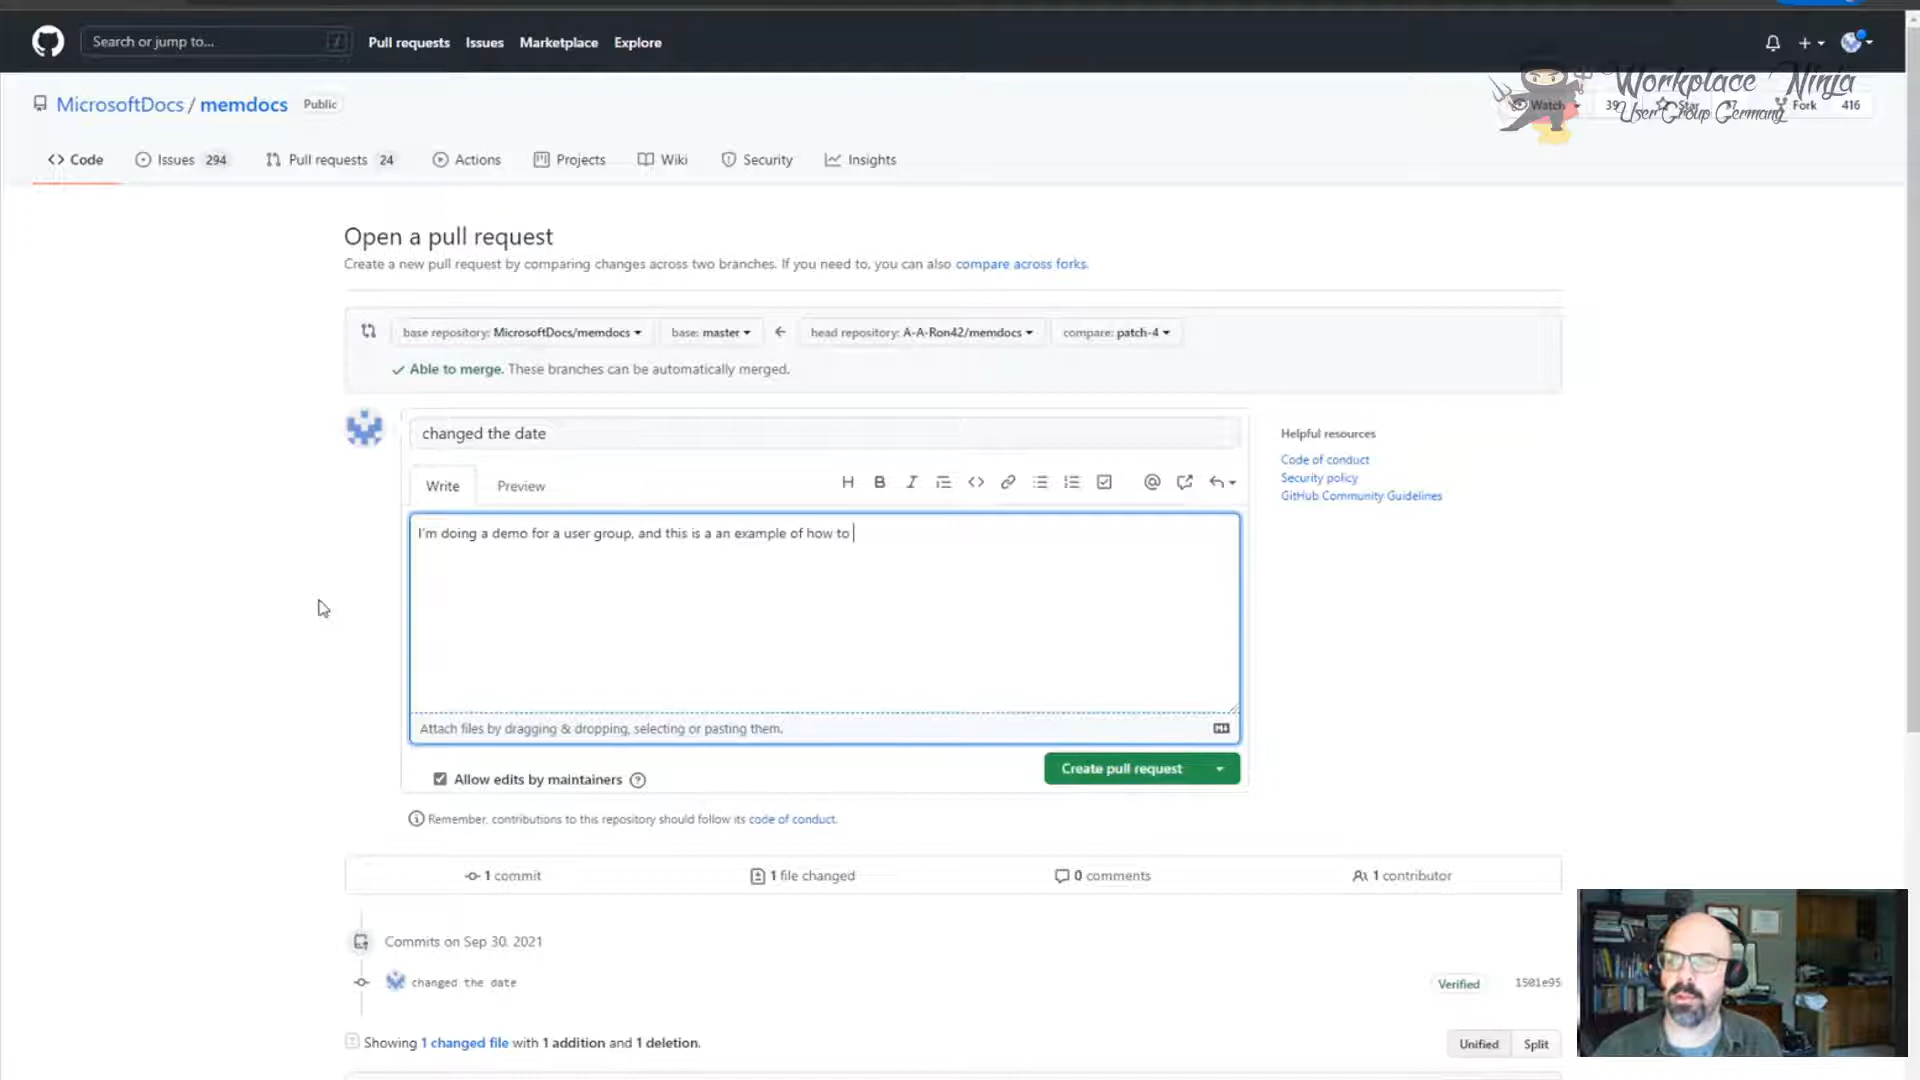 Search or jump to... / Pull requests Issues Marketplace Explore
MicrosoftDocs / memdocs Public
Watch 39 Star 37 Fork 416
Workplace Ninja
User Group Germany
Code Issues 294 Pull requests 24 Actions Projects Wiki Security Insights
Open a pull request
Create a new pull request by comparing changes across two branches. If you need to, you can also compare across forks.
base repository: MicrosoftDocs/memdocs base: master head repository: A-A-Ron42/memdocs compare: patch-4
Able to merge. These branches can be automatically merged.
changed the date
Helpful resources
Code of conduct
Security policy
GitHub Community Guidelines
Write Preview
I'm doing a demo for a user group, and this is a an example of how to
Attach files by dragging & dropping, selecting or pasting them.
Allow edits by maintainers
Create pull request
Remember, contributions to this repository should follow its code of conduct.
1 commit 1 file changed 0 comments 1 contributor
Commits on Sep 30, 2021
changed the date Verified 1501e95
Showing 1 changed file with 1 addition and 1 deletion.
Unified Split